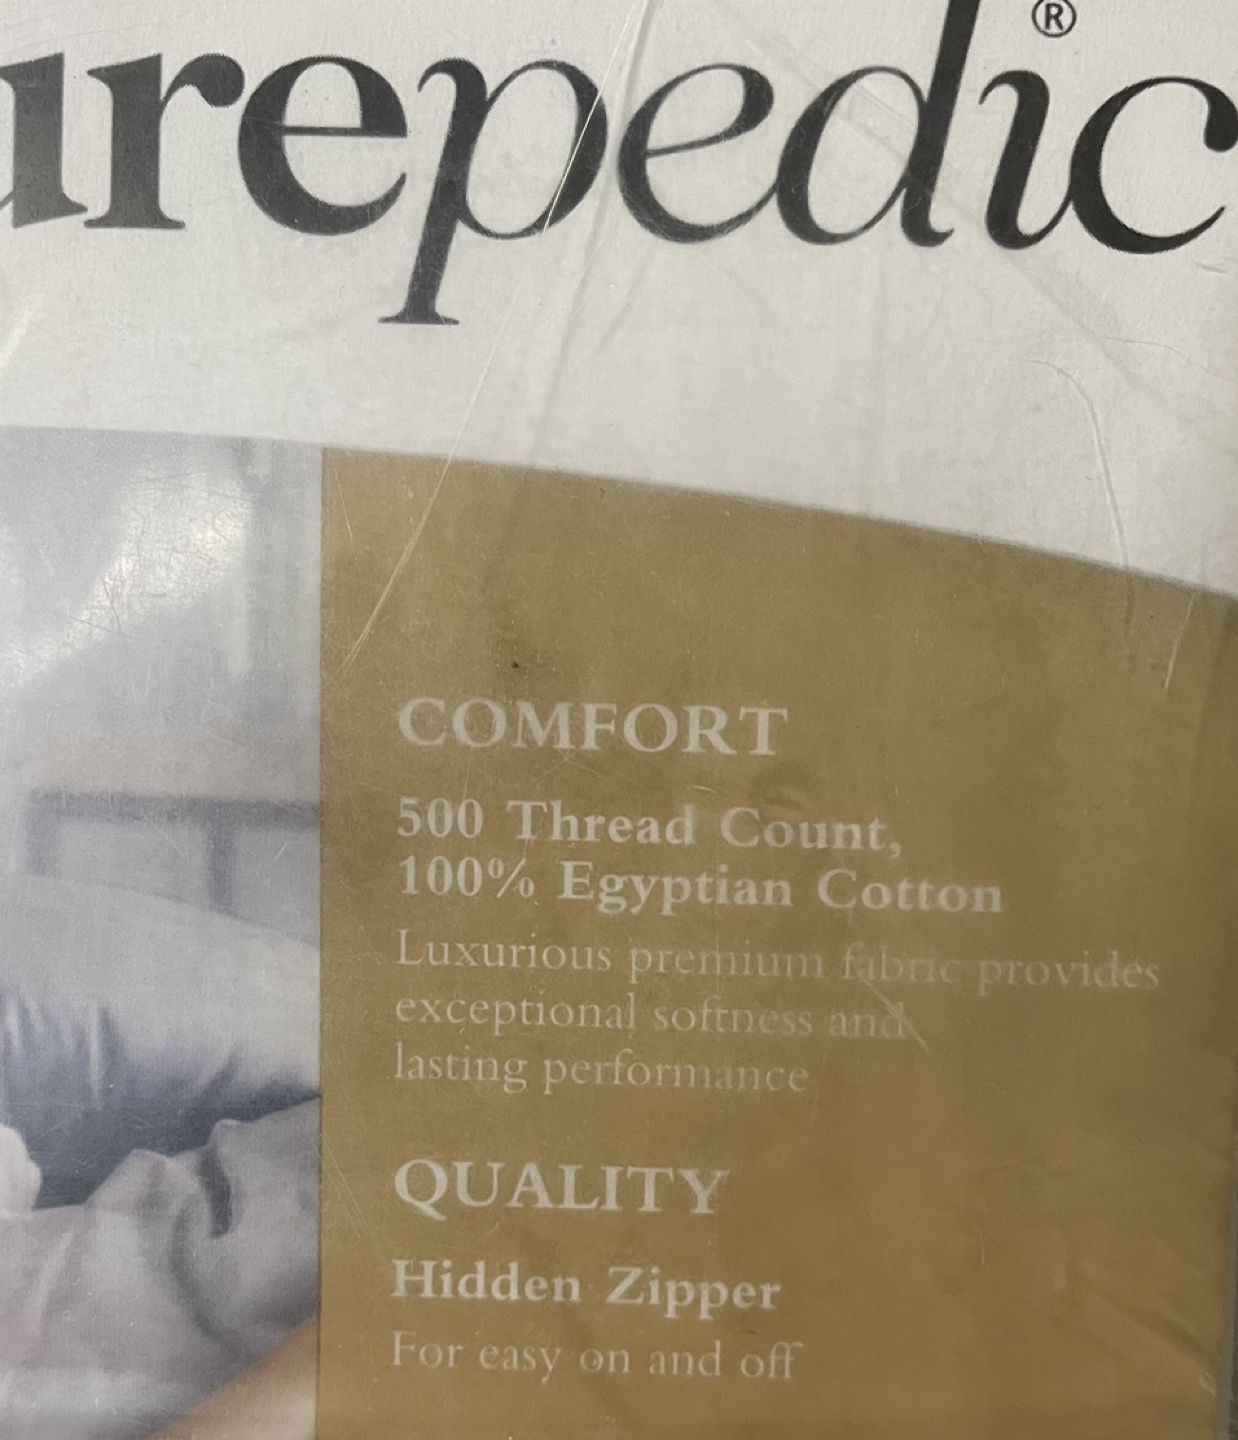 urepedic®
COMFORT
500 Thread Count,
100% Egyptian Cotton
Luxurious premium fabric provides
exceptional softness and
lasting performance
QUALITY
Hidden Zipper
For easy on and off